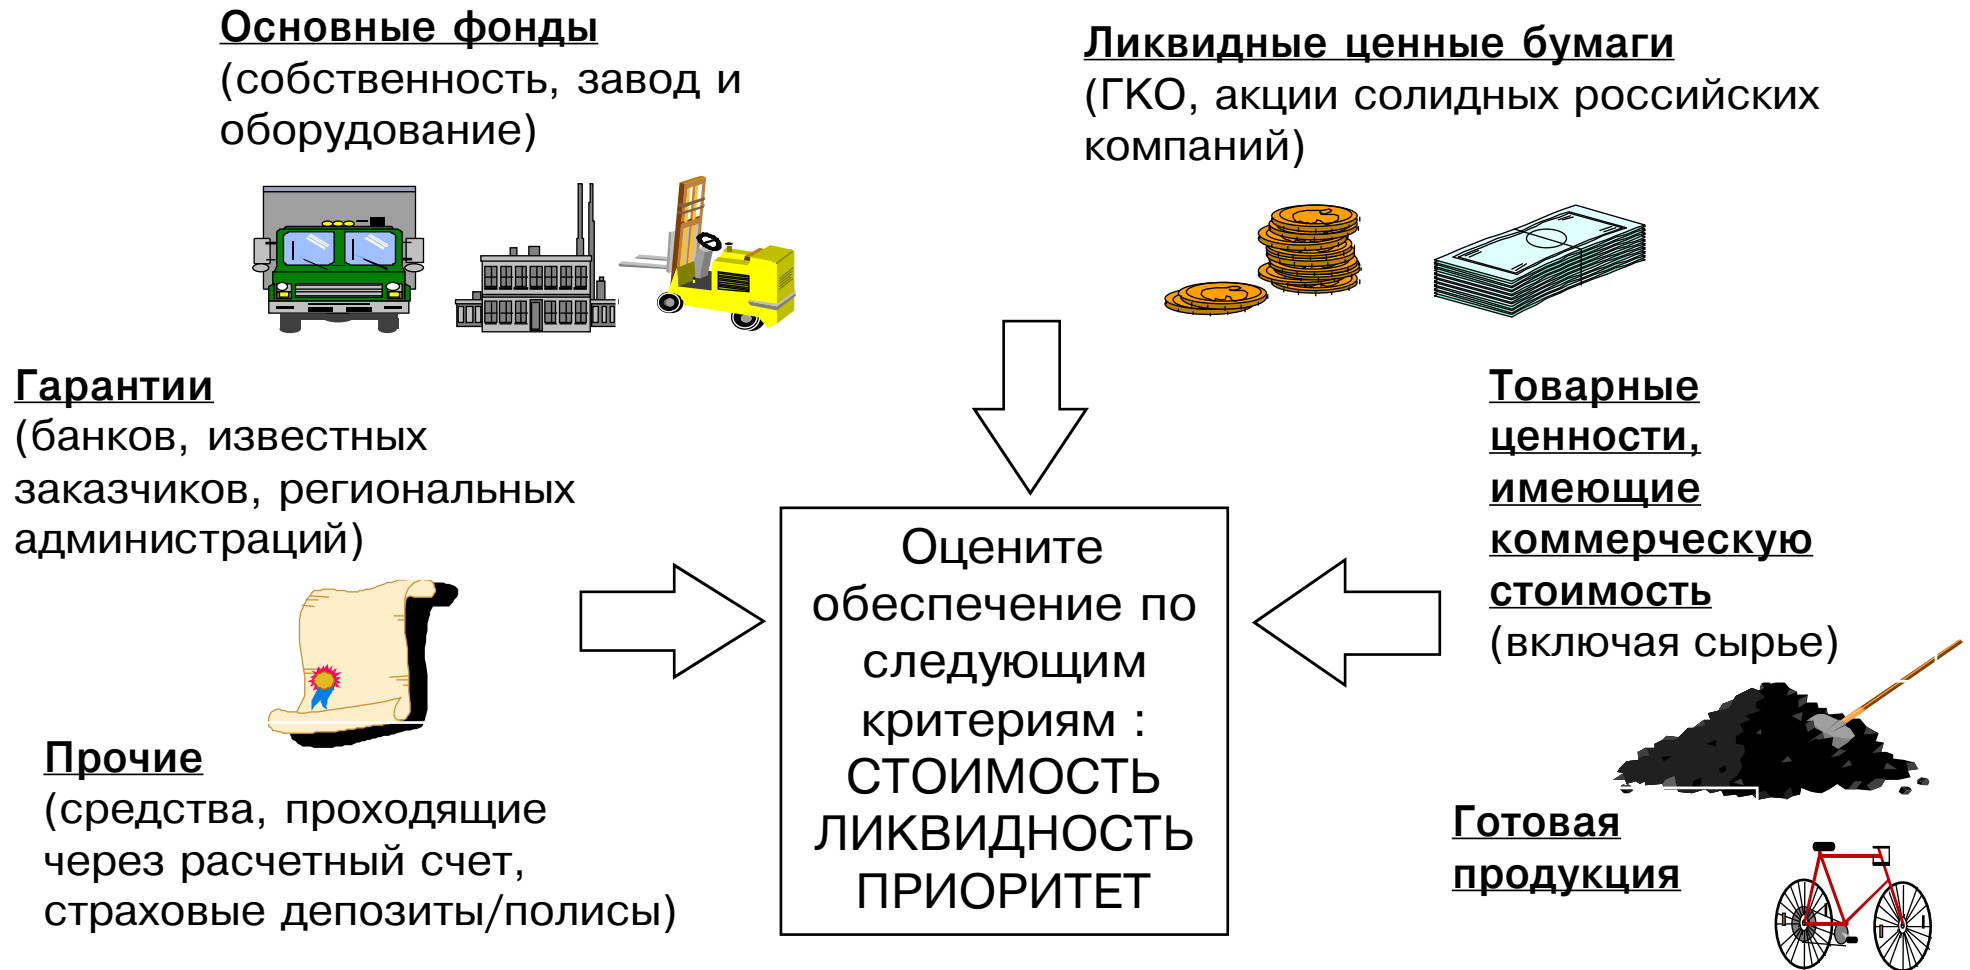 Основные фонды
(собственность, завод и
оборудование)
Ликвидные ценные бумаги
(ГКО, акции солидных российских
компаний)
Гарантии
(банков, известных
заказчиков, региональных
администраций)
Товарные
ценности,
имеющие
коммерческую
стоимость
(включая сырье)
Оцените
обеспечение по
следующим
критериям :
СТОИМОСТЬ
ЛИКВИДНОСТЬ
ПРИОРИТЕТ
Прочие
(средства, проходящие
через расчетный счет,
страховые депозиты/полисы)
Готовая
продукция